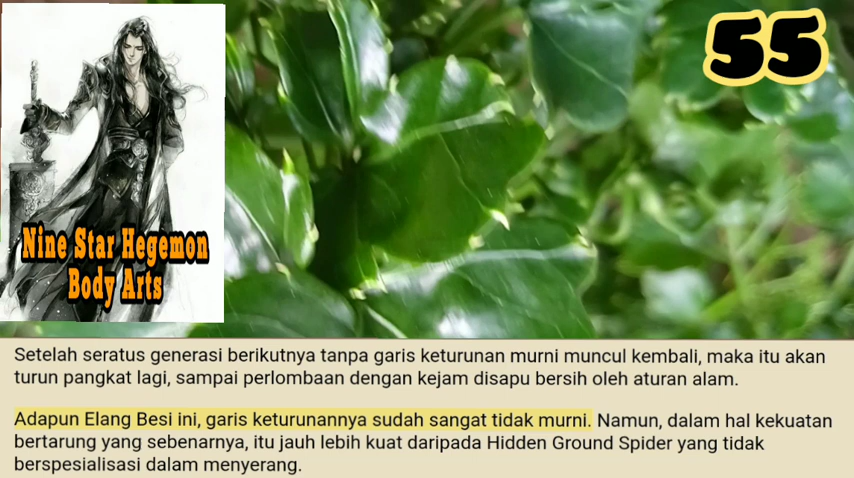 55
Nine Star Hegemon
Body Arts
Setelah seratus generasi berikutnya tanpa garis keturunan murni muncul kembali, maka itu akan
turun pangkat lagi, sampai perlombaan dengan kejam disapu bersih oleh aturan alam.
Adapun Elang Besi ini, garis keturunannya sudah sangat tidak murni. Namun, dalam hal kekuatan
bertarung yang sebenarnya, itu jauh lebih kuat daripada Hidden Ground Spider yang tidak
berspesialisasi dalam menyerang.